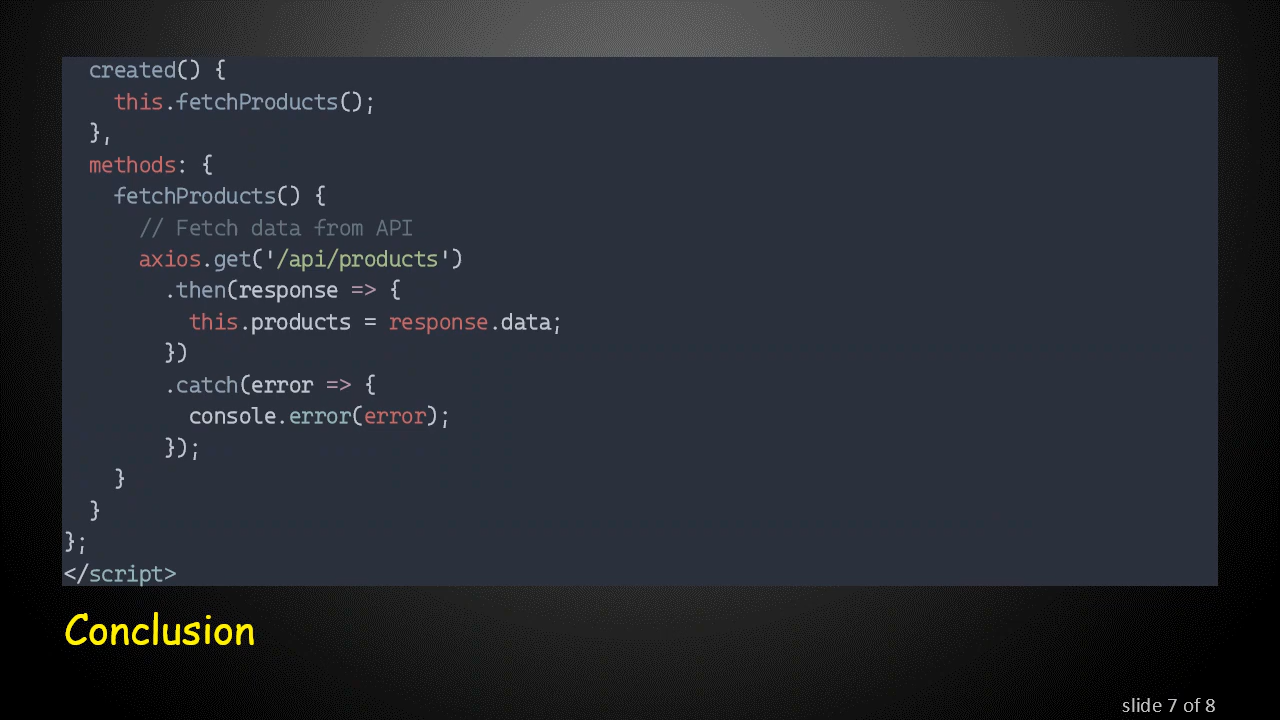 created() {
this.fetchProducts();
},
methods: {
fetchProducts() {
// Fetch data from API
axios.get('/api/products')
.then(response => {
this.products = response.data;
})
.catch(error => {
console.error(error);
});
}
}
};
</script>
Conclusion
slide 7 of 8